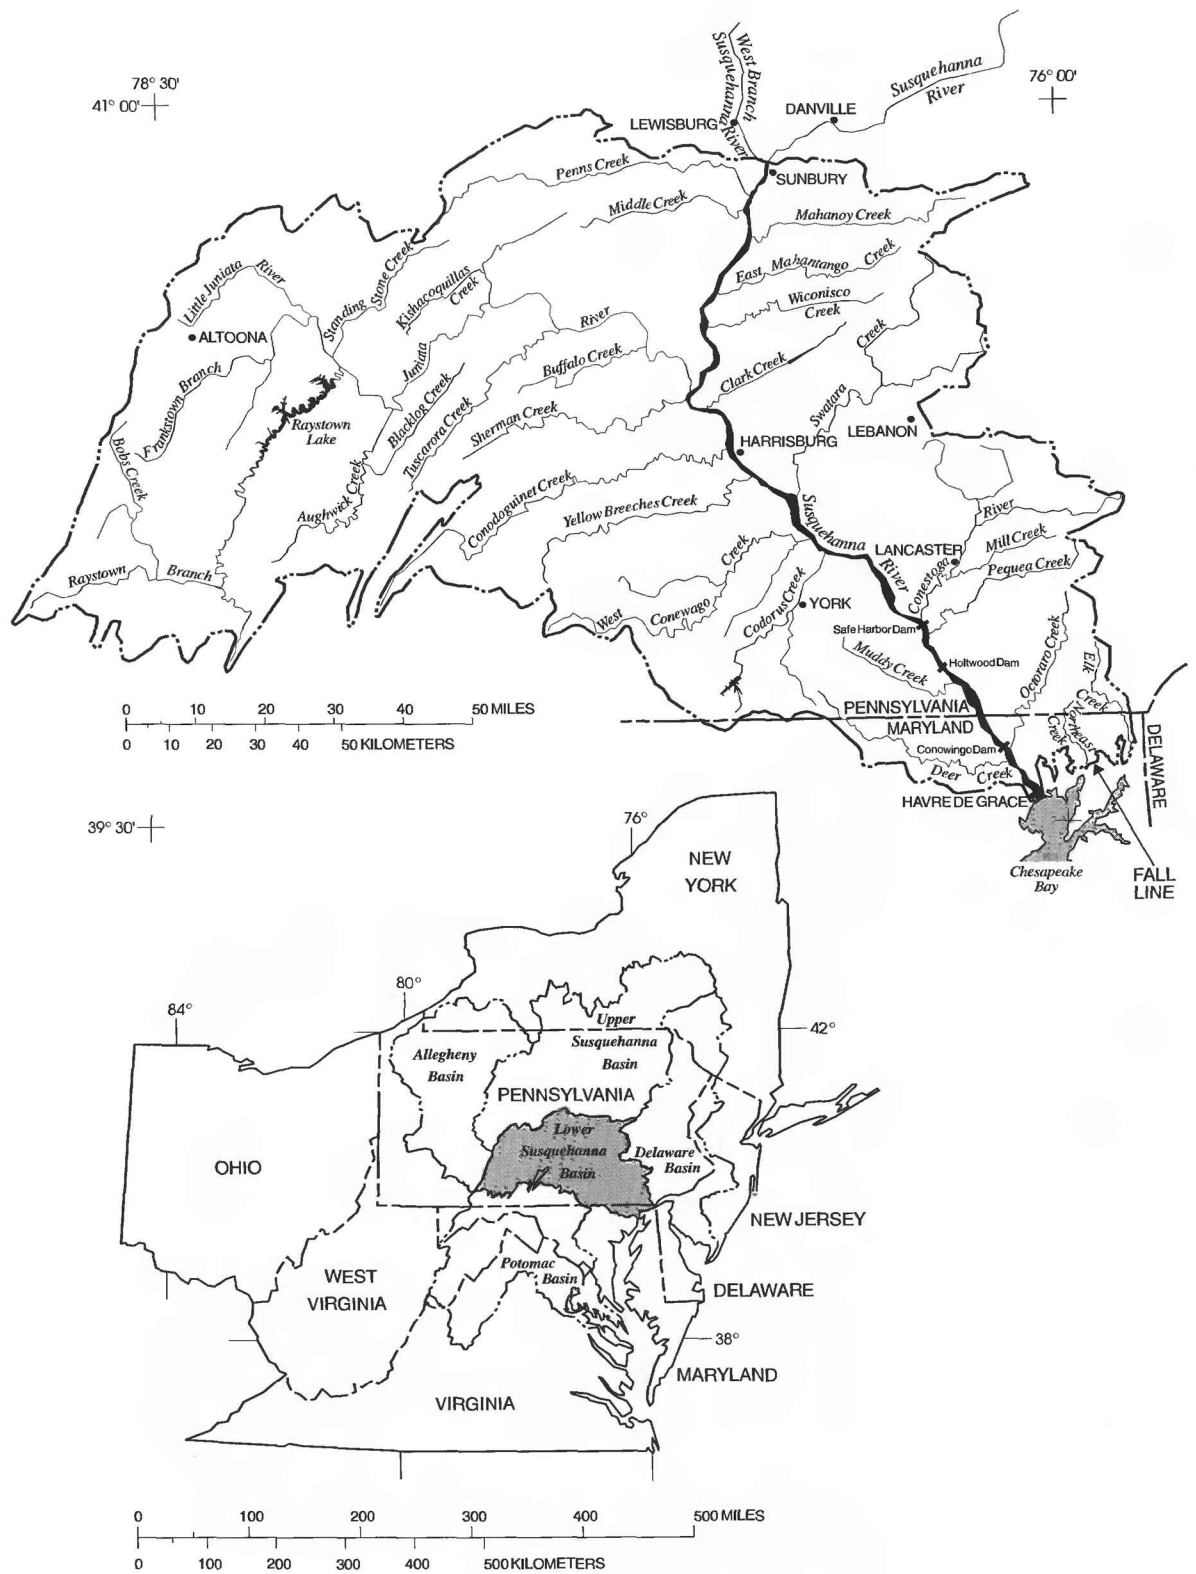 78° 30'
41° 00'
76° 00'
West Branch
Susquehanna River
Susquehanna
River
LEWISBURG
DANVILLE
SUNBURY
Penns Creek
Middle Creek
Mahanoy Creek
East Mahantango Creek
Wiconisco
Creek
Little Juniata River
Standing Stone Creek
Kishacoquillas
Creek
ALTOONA
Juniata River
Buffalo Creek
Clark Creek
Swatara Creek
Frankstown Branch
Raystown
Lake
Blacklog Creek
Tuscarora Creek
Sherman Creek
HARRISBURG
LEBANON
Bobs Creek
Aughwick Creek
Conodoguinet Creek
Yellow Breeches Creek
Susquehanna River
River
LANCASTER
Mill Creek
Conestoga
Pequea Creek
Raystown Branch
West Conewago Creek
Codorus Creek
YORK
Safe Harbor Dam
Muddy Creek
Holtwood Dam
Octoraro Creek
Elk Creek
Northeast
Creek
0 10 20 30 40 50 MILES
0 10 20 30 40 50 KILOMETERS
PENNSYLVANIA
MARYLAND
DELAWARE
Conowingo Dam
Deer Creek
HAVRE DE GRACE
Chesapeake
Bay
FALL
LINE
39° 30'
76°
NEW
YORK
80°
84°
42°
Upper
Susquehanna
Basin
Allegheny
Basin
PENNSYLVANIA
Lower
Susquehanna
Basin
Delaware
Basin
OHIO
NEW JERSEY
WEST
VIRGINIA
Potomac
Basin
DELAWARE
38°
MARYLAND
VIRGINIA
0 100 200 300 400 500 MILES
0 100 200 300 400 500 KILOMETERS